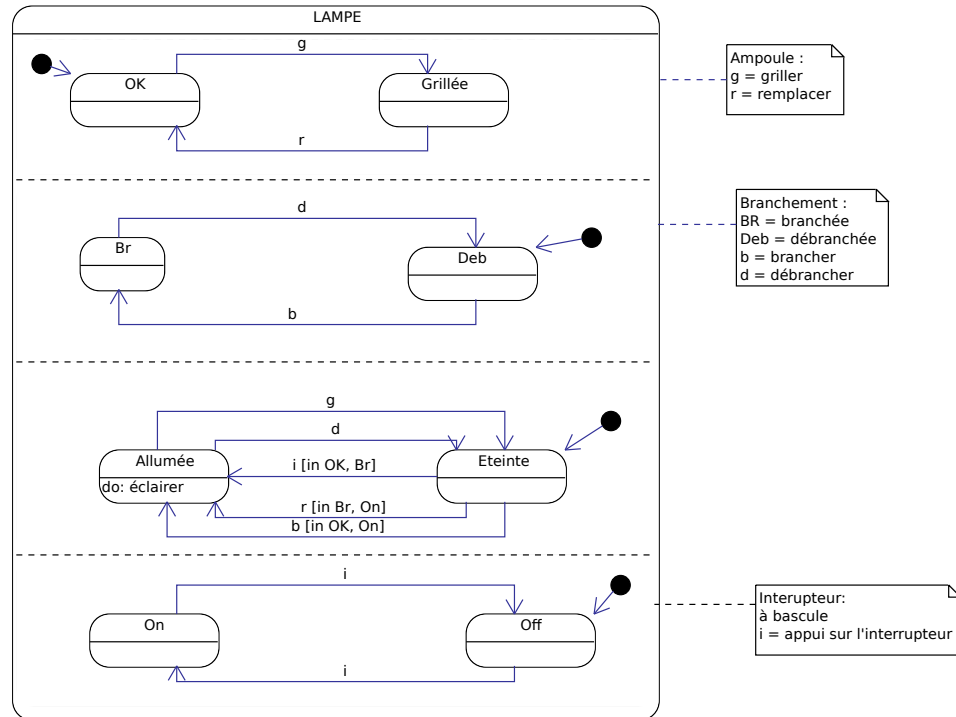 LAMPE
g
OK
Grillée
r
Ampoule :
g = griller
r = remplacer
d
Br
Deb
b
Branchement :
BR = branchée
Deb = débranchée
b = brancher
d = débrancher
g
d
Allumée
do: éclairer
Eteinte
i [in OK, Br]
r [in Br, On]
b [in OK, On]
i
On
Off
i
Interupteur:
à bascule
i = appui sur l'interrupteur